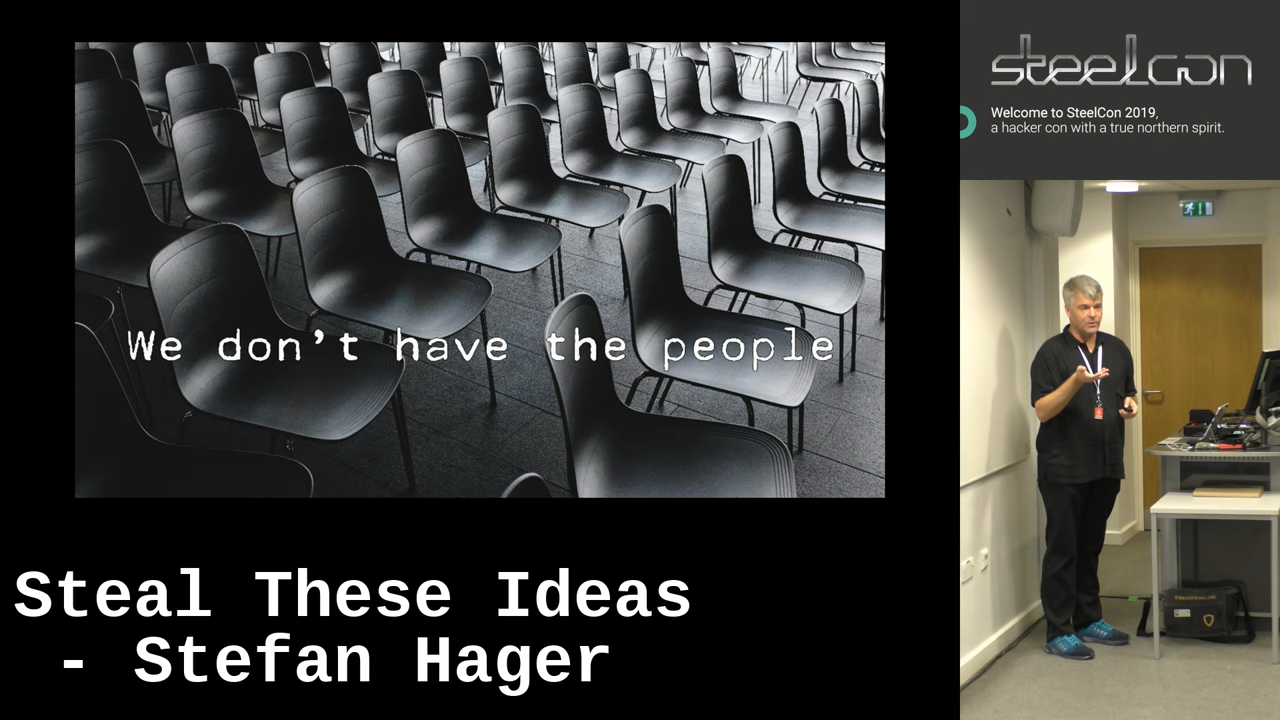 We don't have the people
Steal These Ideas
- Stefan Hager
steelcon
Welcome to SteelCon 2019,
a hacker con with a true northern spirit.
TROOPERS